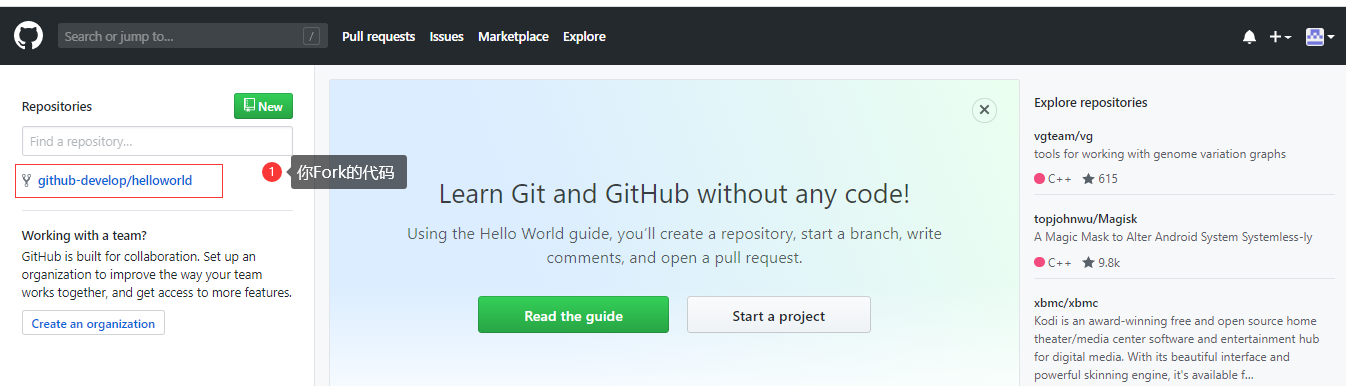 Search or jump to... /
Pull requests Issues Marketplace Explore
Repositories
New
Find a repository...
github-develop/helloworld
1 你Fork的代码
Working with a team?
GitHub is built for collaboration. Set up an
organization to improve the way your team
works together, and get access to more features.
Create an organization
Learn Git and GitHub without any code!
Using the Hello World guide, you’ll create a repository, start a branch, write
comments, and open a pull request.
Read the guide
Start a project
Explore repositories
vgteam/vg
tools for working with genome variation graphs
C++ 615
topjohnwu/Magisk
A Magic Mask to Alter Android System Systemless-ly
C++ 9.8k
xbmc/xbmc
Kodi is an award-winning free and open source home
theater/media center software and entertainment hub
for digital media. With its beautiful interface and
powerful skinning engine, it's available f...